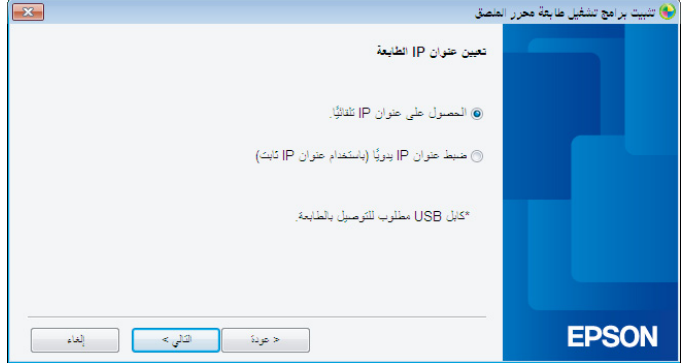 تثبيت برامج تشغيل طابعة محرر الملصق
تعيين عنوان IP الطابعة
الحصول على عنوان IP تلقائيًا.
ضبط عنوان IP يدويًا (باستخدام عنوان IP ثابت)
*كابل USB مطلوب للتوصيل بالطابعة.
< عودة
التالي >
إلغاء
EPSON